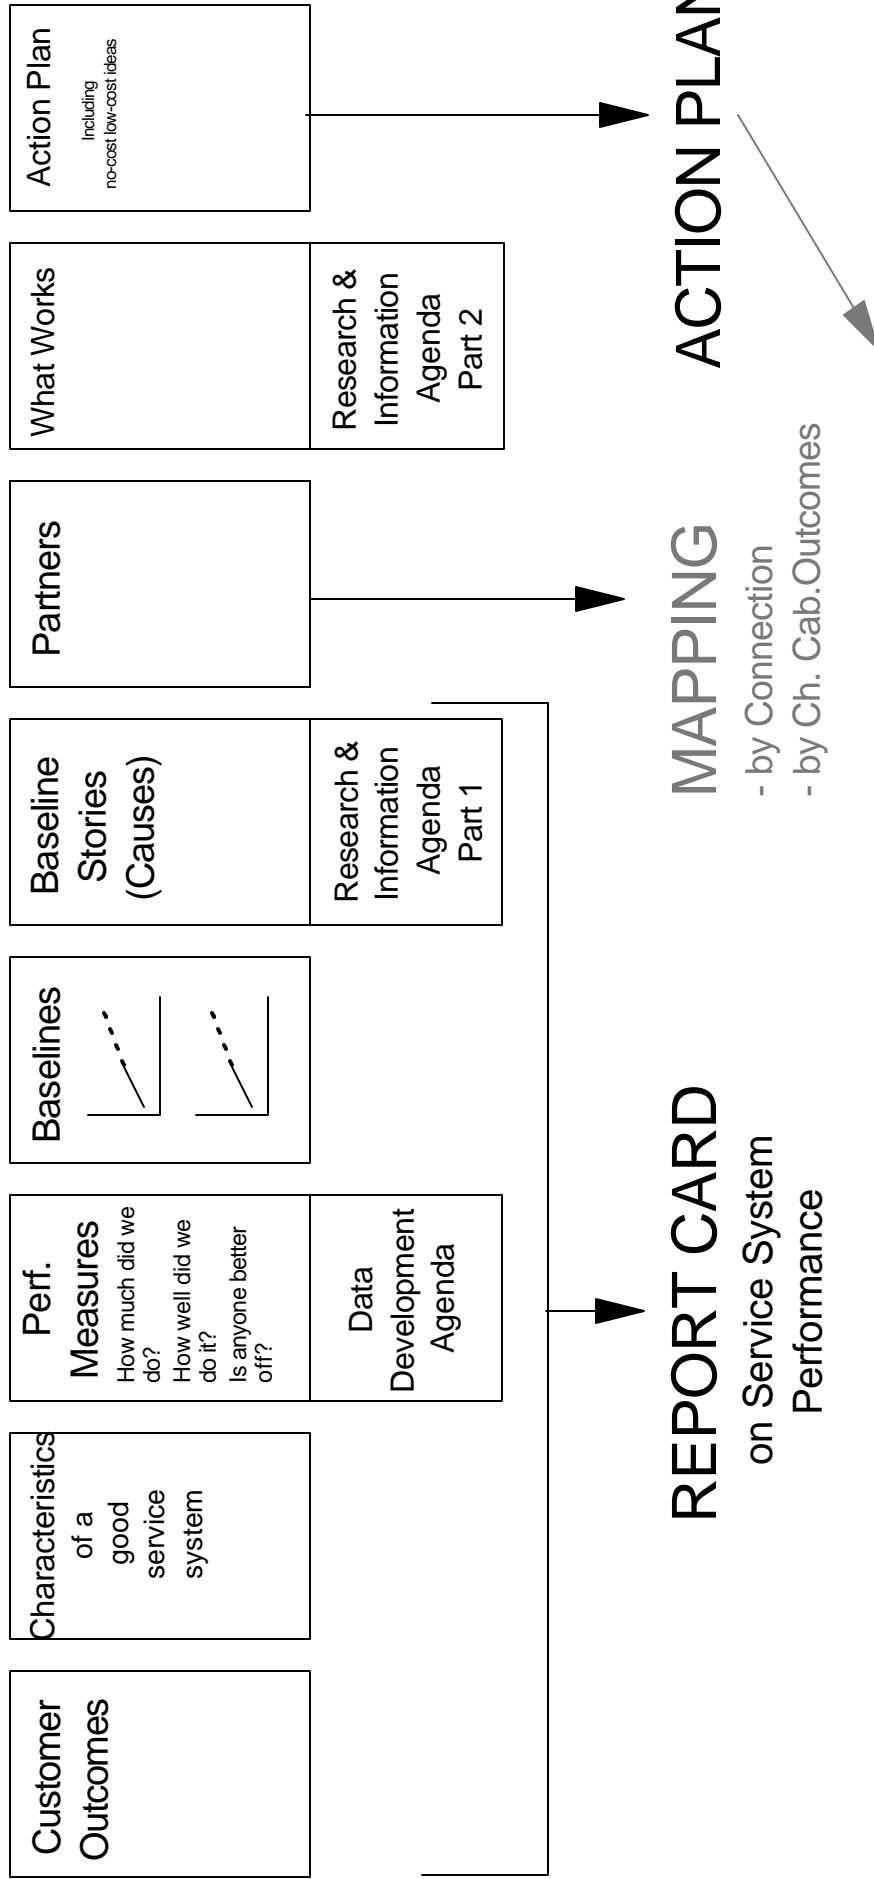 Customer
Outcomes
Characteristics
of a
good
service
system
Perf.
Measures
How much did we
do?
How well did we
do it?
Is anyone better
off?
Data
Development
Agenda
Baselines
Baseline
Stories
(Causes)
Research &
Information
Agenda
Part 1
Partners
What Works
Research &
Information
Agenda
Part 2
Action Plan
Including
no-cost low-cost ideas
REPORT CARD
on Service System
Performance
MAPPING
- by Connection
- by Ch. Cab.Outcomes
ACTION PLAN